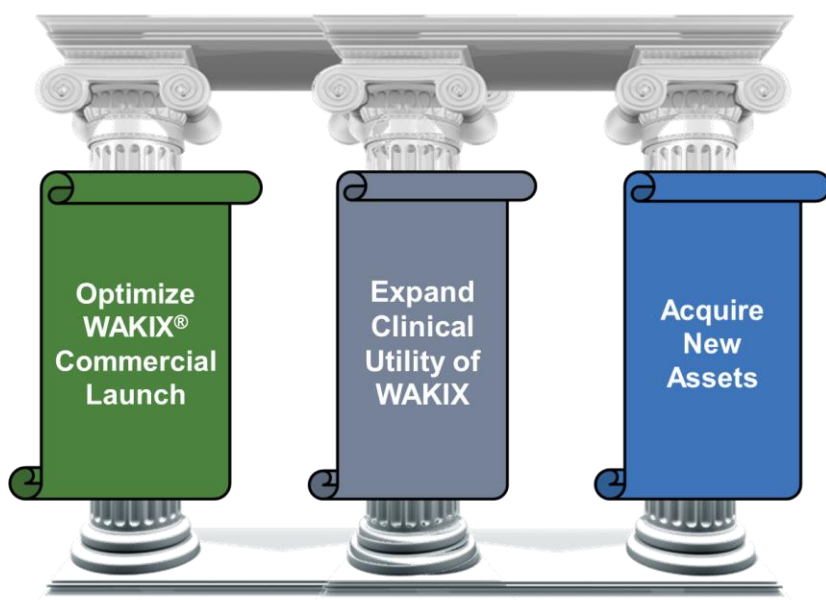 Optimize
WAKIX®
Commercial
Launch
Expand
Clinical
Utility of
WAKIX
Acquire
New
Assets